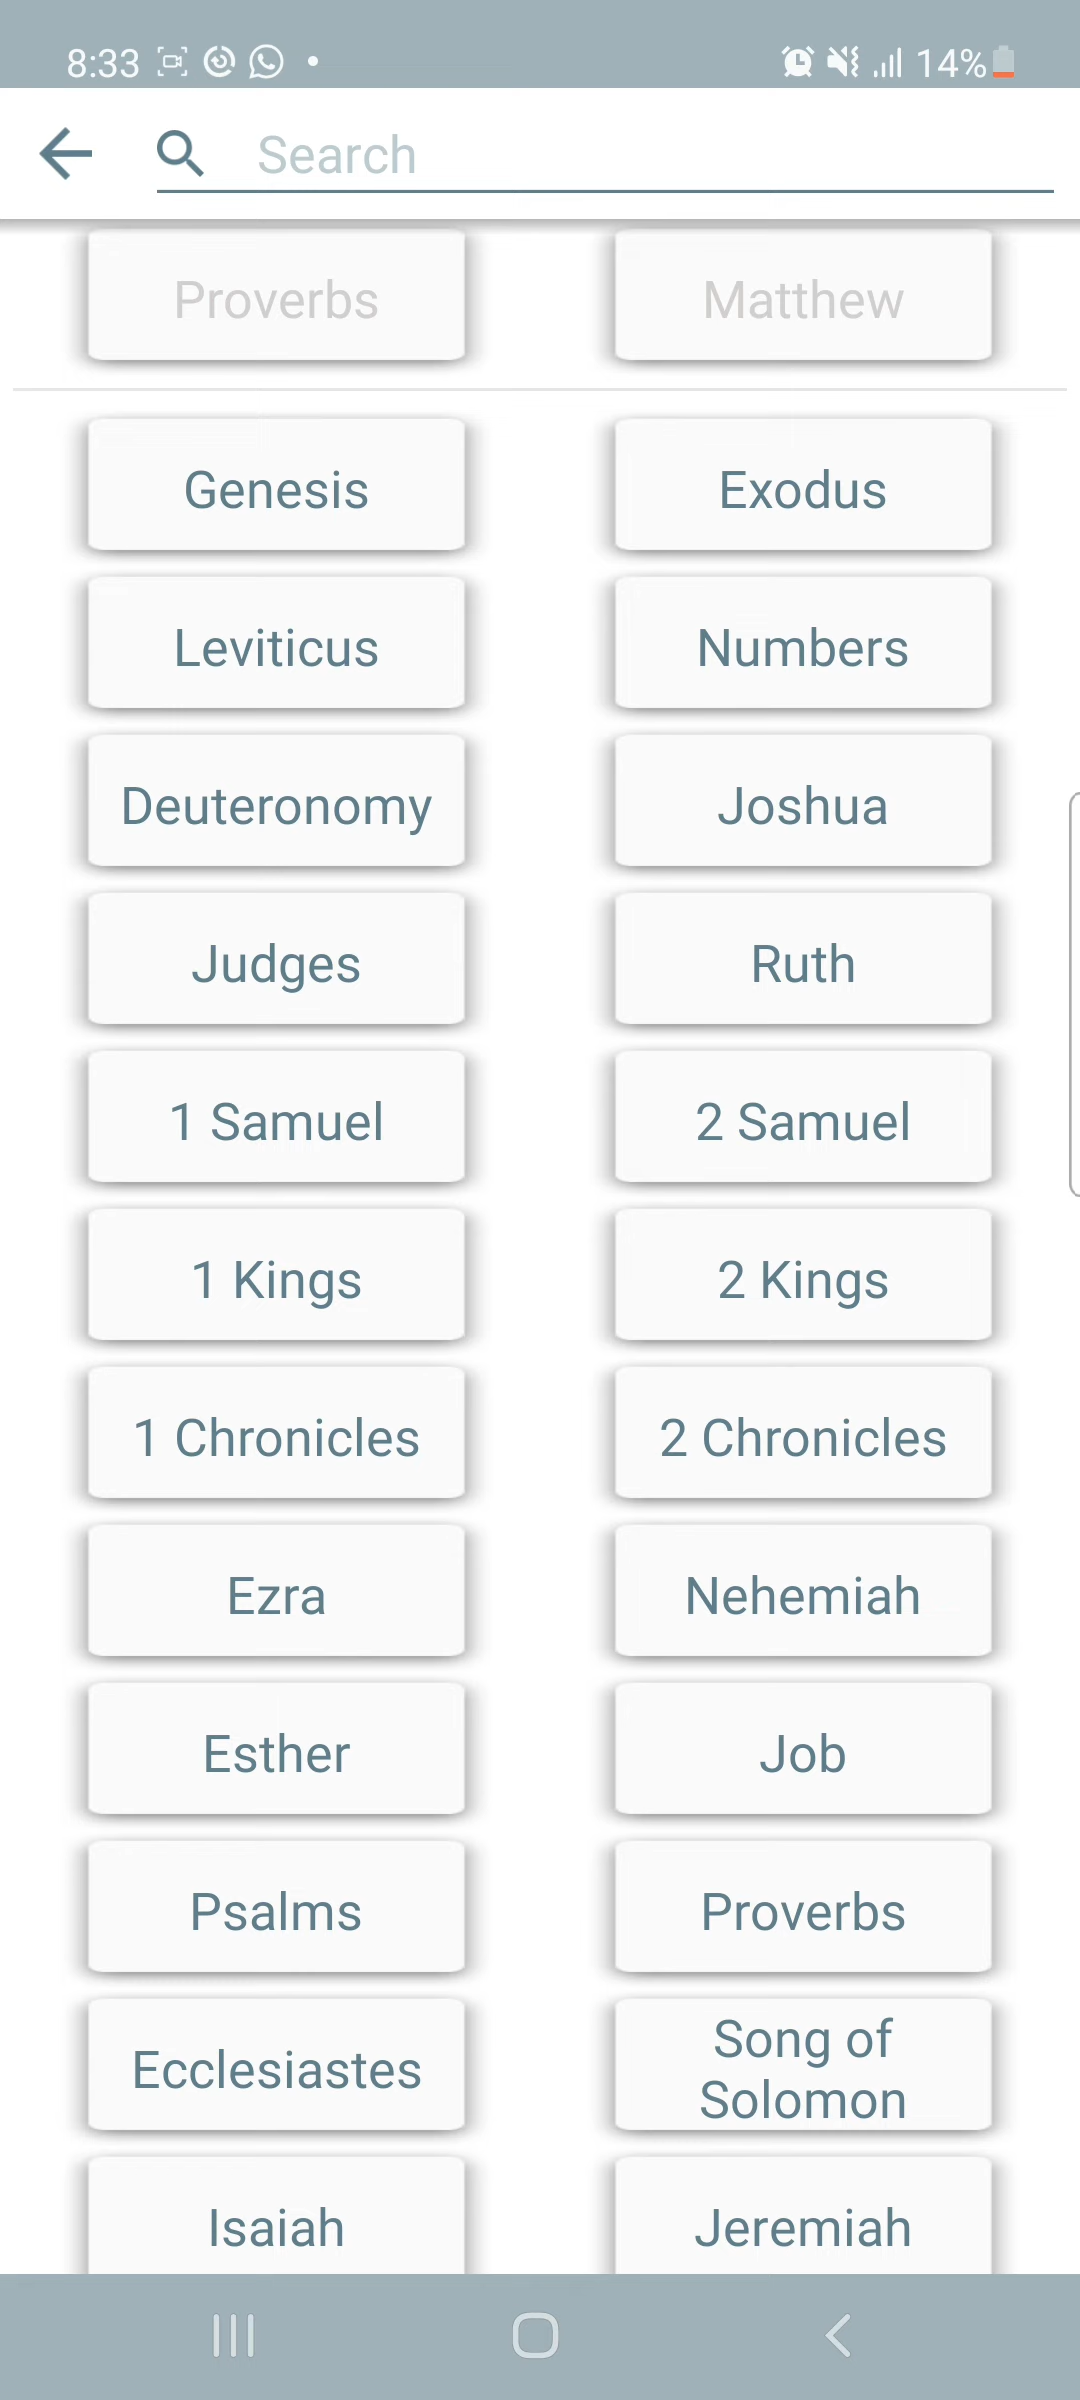 8:33
14%
Search
Proverbs
Matthew
Genesis
Exodus
Leviticus
Numbers
Deuteronomy
Joshua
Judges
Ruth
1 Samuel
2 Samuel
1 Kings
2 Kings
1 Chronicles
2 Chronicles
Ezra
Nehemiah
Esther
Job
Psalms
Proverbs
Ecclesiastes
Song of
Solomon
Isaiah
Jeremiah